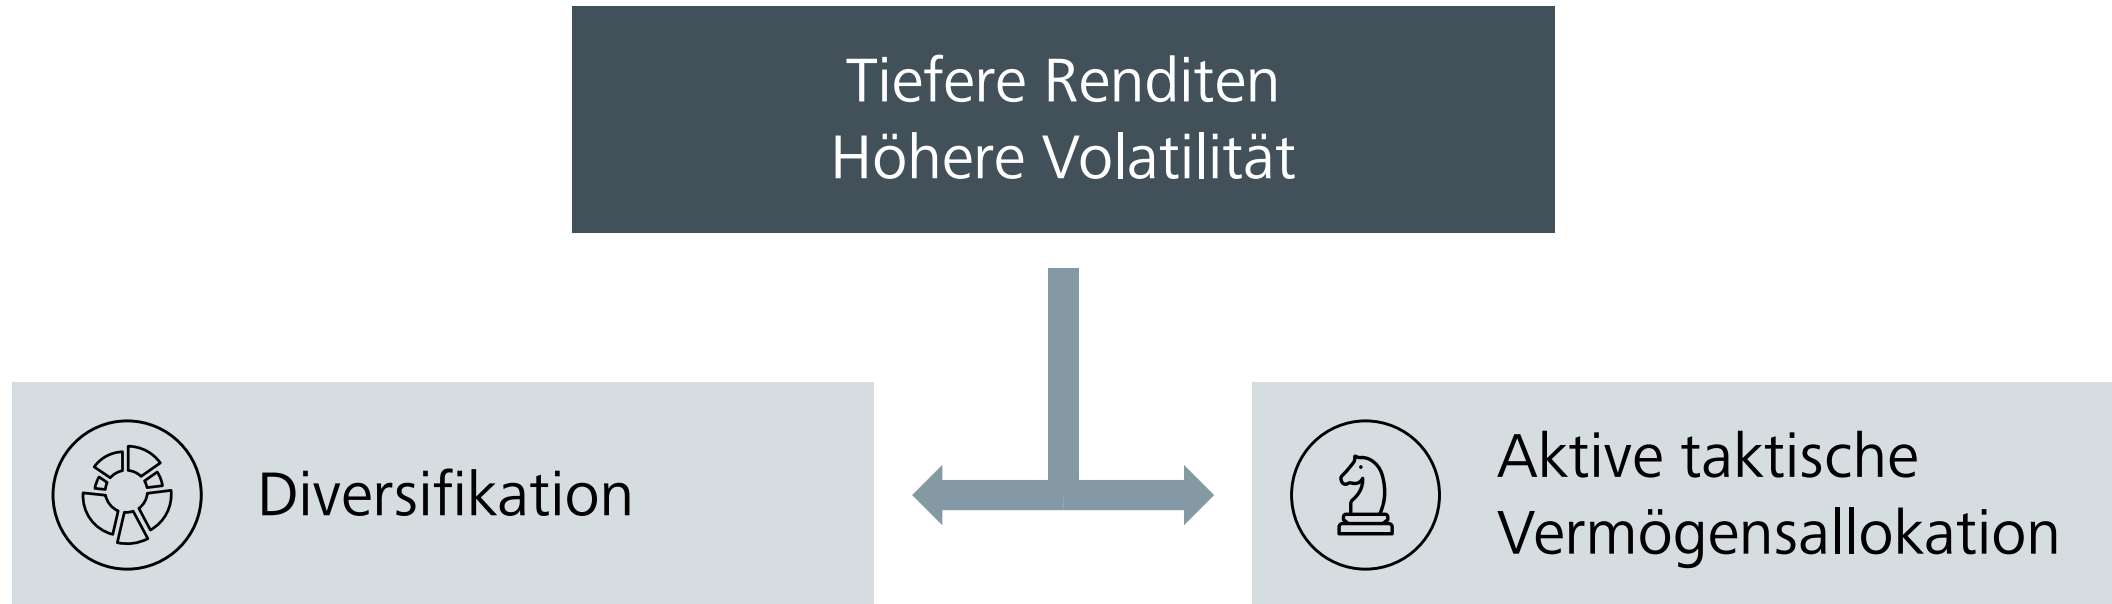 Tiefere Renditen
Höhere Volatilität
Diversifikation
Aktive taktische
Vermögensallokation